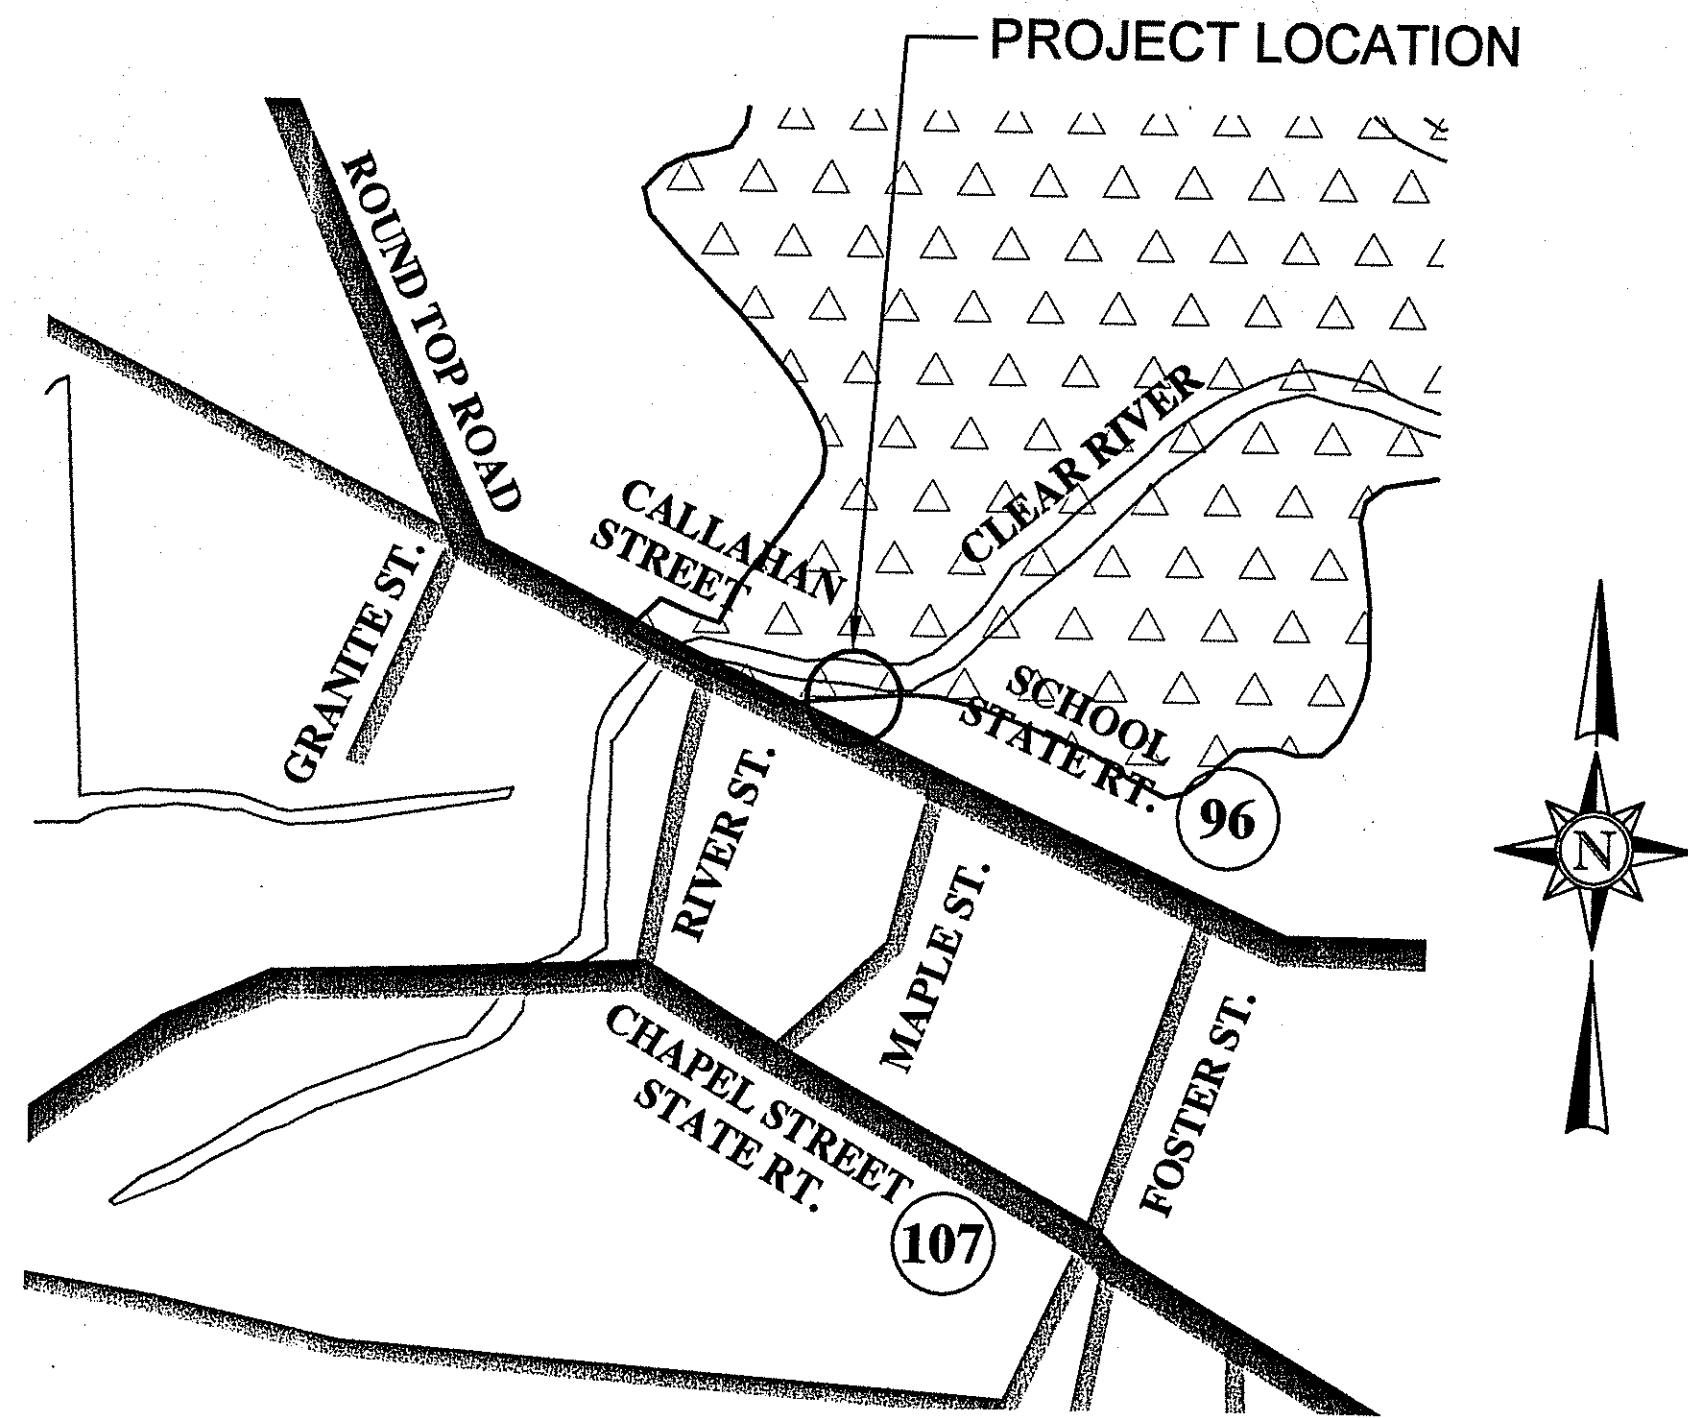 PROJECT LOCATION
ROUND TOP ROAD
CLEAR RIVER
CALLAHAN
STREET
GRANITE ST.
SCHOOL
STATE RT.
96
RIVER ST.
N
MAPLE ST.
FOSTER ST.
CHAPEL STREET
STATE RT.
107